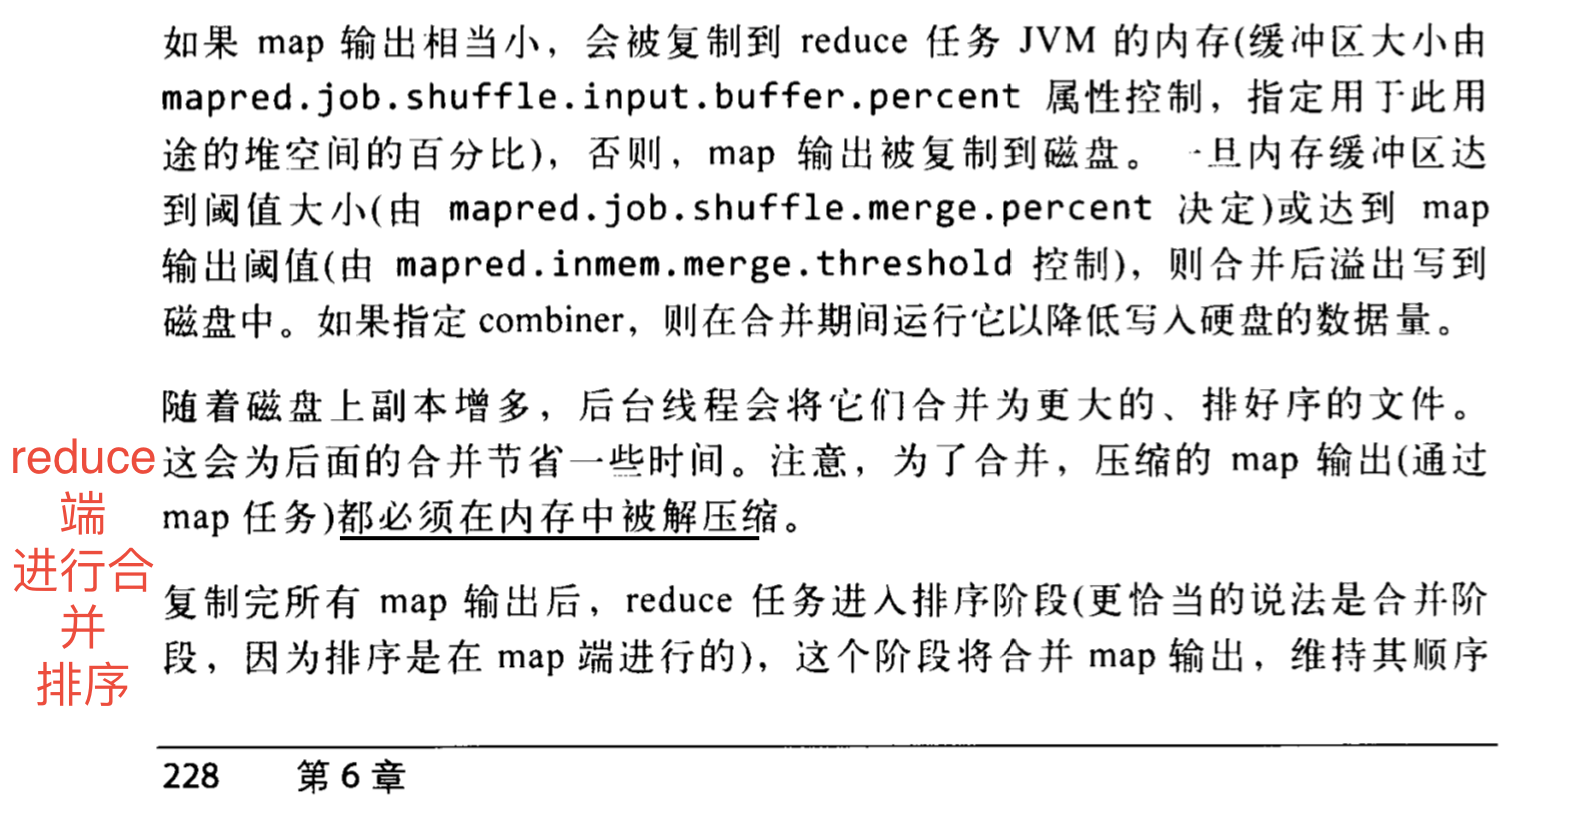 如果 map 输出相当小，会被复制到 reduce 任务 JVM 的内存(缓冲区大小由
mapred.job.shuffle.input.buffer.percent 属性控制，指定用于此用
途的堆空间的百分比)，否则，map 输出被复制到磁盘。一旦内存缓冲区达
到阈值大小(由 mapred.job.shuffle.merge.percent 决定)或达到 map
输出阈值(由 mapred.inmem.merge.threshold 控制)，则合并后溢出写到
磁盘中。如果指定 combiner，则在合并期间运行它以降低写入硬盘的数据量。
随着磁盘上副本增多，后台线程会将它们合并为更大的、排好序的文件。
这会为后面的合并节省一些时间。注意，为了合并，压缩的 map 输出(通过
map 任务)都必须在内存中被解压缩。
reduce
端
进行合
并
排序
复制完所有 map 输出后，reduce 任务进入排序阶段(更恰当的说法是合并阶
段，因为排序是在 map 端进行的)，这个阶段将合并 map 输出，维持其顺序
228 第 6 章